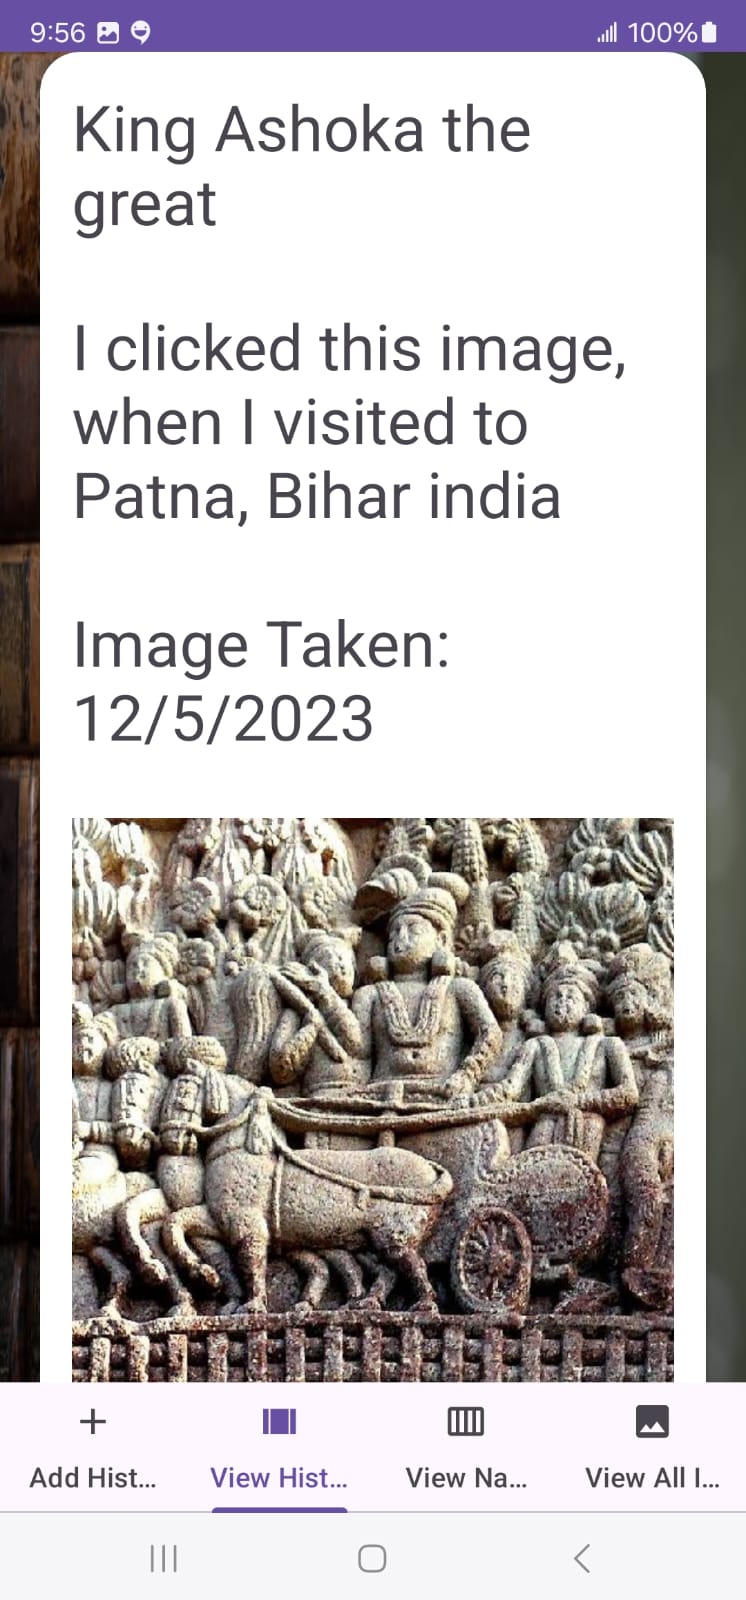 9:56
100%
King Ashoka the
great
I clicked this image,
when I visited to
Patna, Bihar india
Image Taken:
12/5/2023
Add Hist...
View Hist...
View Na...
View All I...